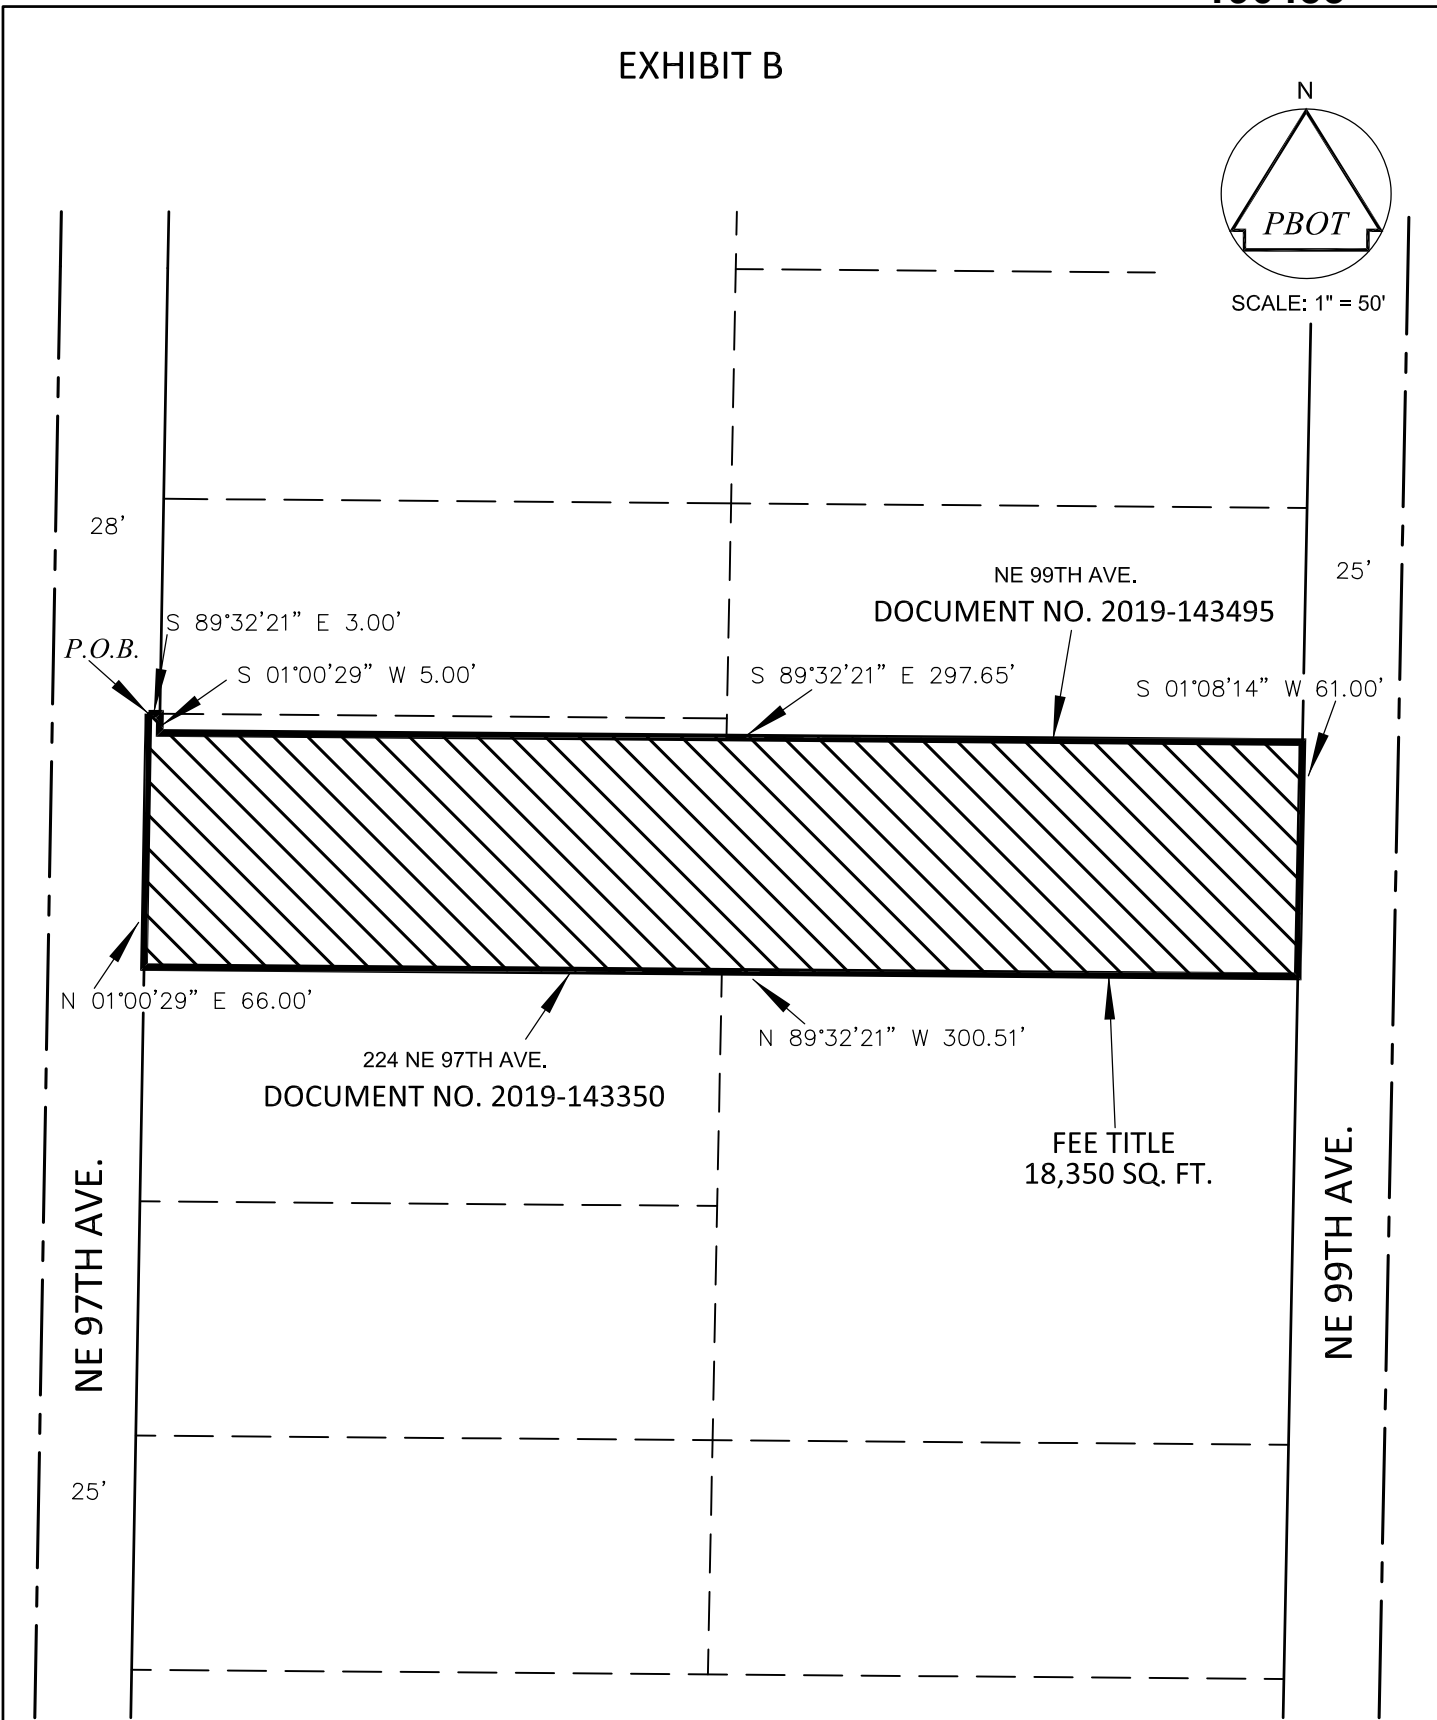 EXHIBIT B
N
PBOT
SCALE: 1" = 50'
28'
25'
NE 99TH AVE.
DOCUMENT NO. 2019-143495
S 89°32'21" E 3.00'
P.O.B.
S 01°00'29" W 5.00'
S 89°32'21" E 297.65'
S 01°08'14" W 61.00'
N 01°00'29" E 66.00'
N 89°32'21" W 300.51'
224 NE 97TH AVE.
DOCUMENT NO. 2019-143350
FEE TITLE
18,350 SQ. FT.
NE 97TH AVE.
NE 99TH AVE.
25'